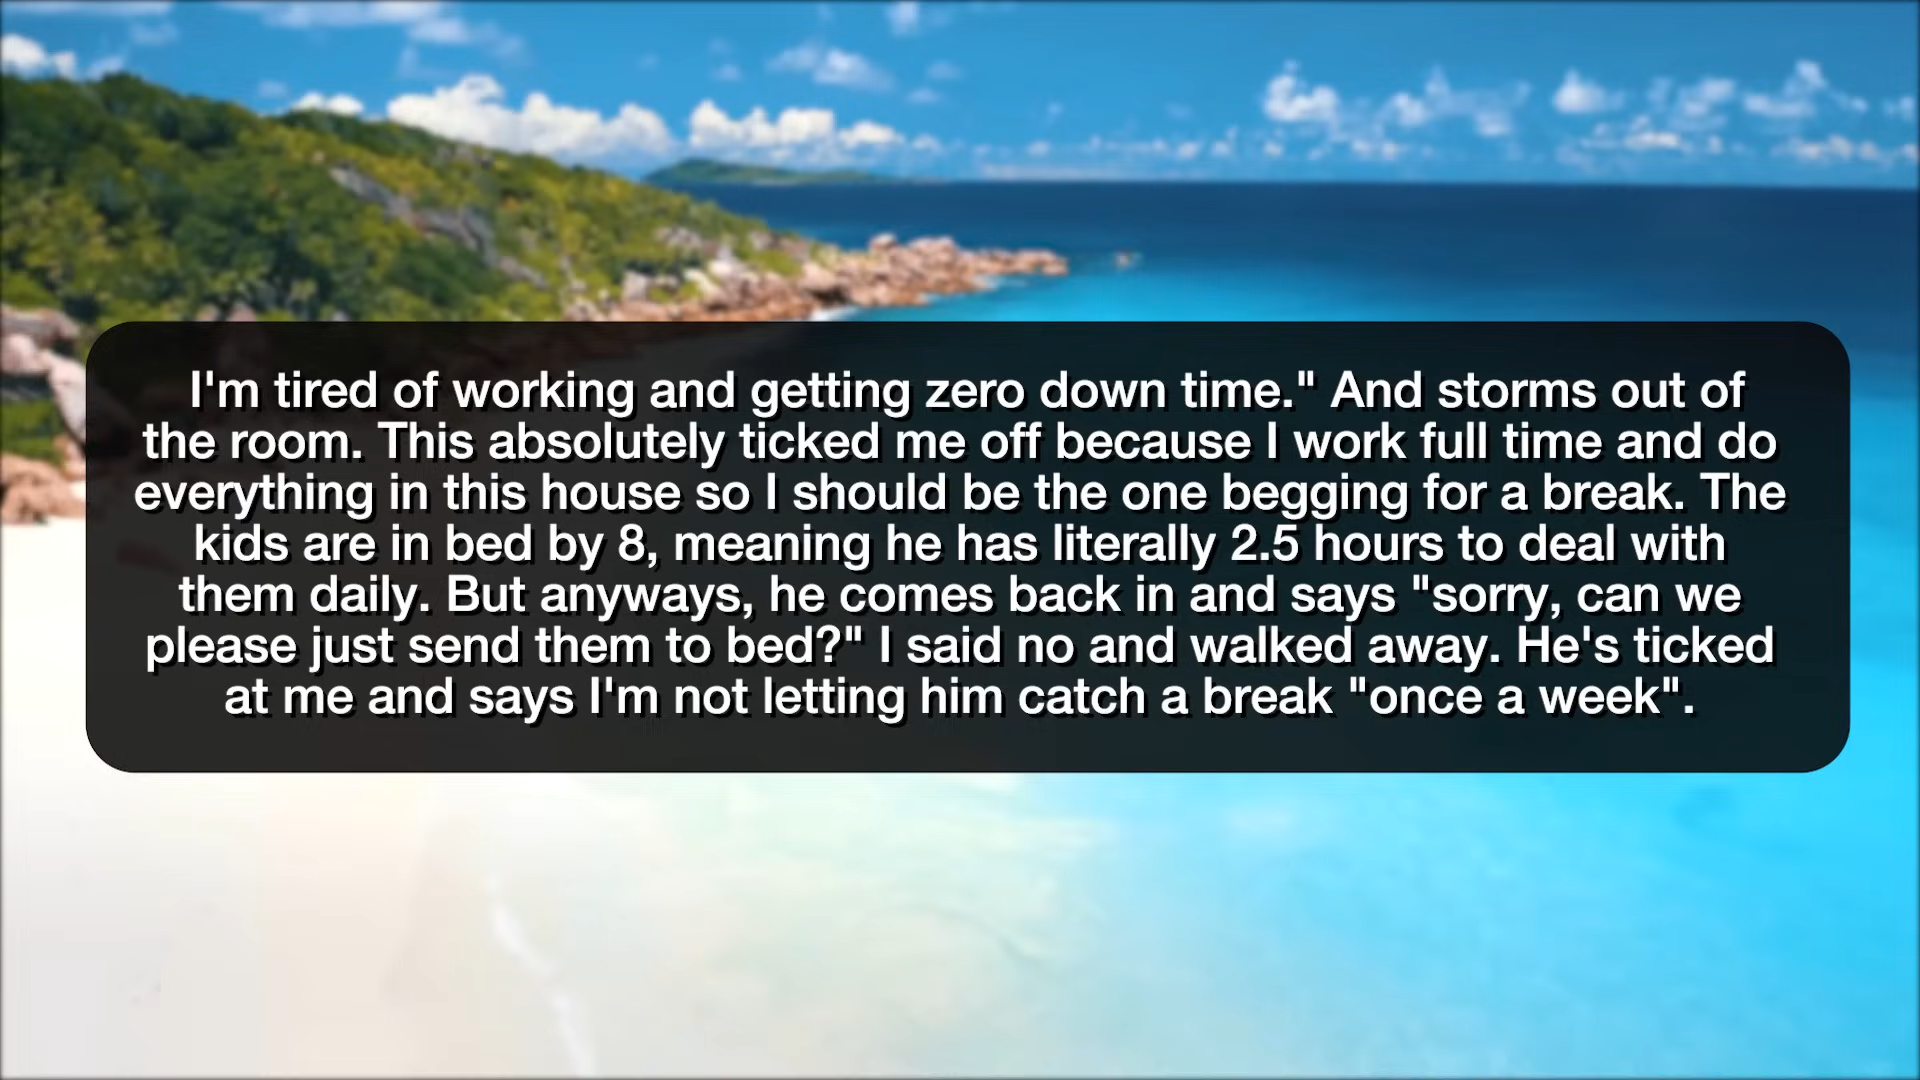 I'm tired of working and getting zero down time." And storms out of
the room. This absolutely ticked me off because I work full time and do
everything in this house so I should be the one begging for a break. The
kids are in bed by 8, meaning he has literally 2.5 hours to deal with
them daily. But anyways, he comes back in and says "sorry, can we
please just send them to bed?" I said no and walked away. He's ticked
at me and says I'm not letting him catch a break "once a week".